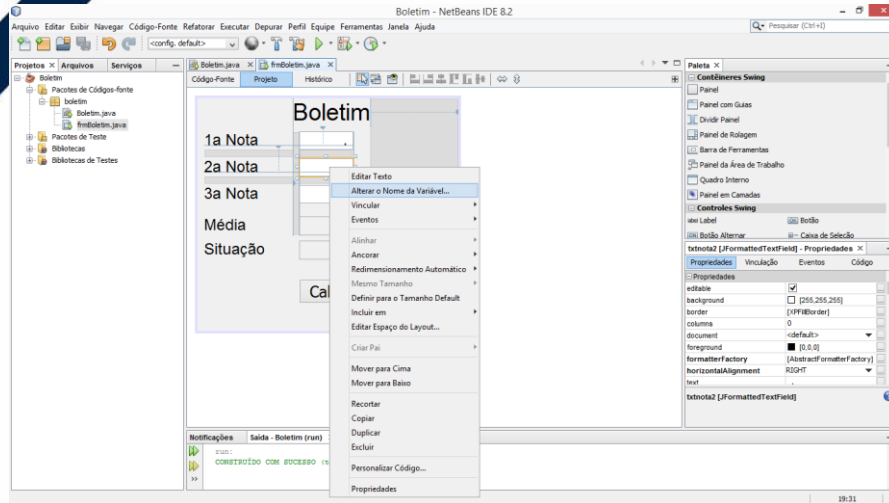 Boletim - NetBeans IDE 8.2
Arquivo Editar Exibir Navegar Código-Fonte Refatorar Executar Depurar Perfil Equipe Ferramentas Janela Ajuda
Pesquisar (Ctrl+I)
<config. default>
Projetos
Arquivos
Serviços
Boletim
Pacotes de Códigos-fonte
boletim
Boletim.java
frmBoletim.java
Pacotes de Teste
Bibliotecas
Bibliotecas de Testes
Boletim.java
frmBoletim.java
Código-Fonte
Projeto
Histórico
Boletim
1a Nota
2a Nota
3a Nota
Média
Situação
Cal
Editar Texto
Alterar o Nome da Variável...
Vincular
Eventos
Alinhar
Ancorar
Redimensionamento Automático
Mesmo Tamanho
Definir para o Tamanho Default
Incluir em
Editar Espaço do Layout...
Criar Pai
Mover para Cima
Mover para Baixo
Recortar
Copiar
Duplicar
Excluir
Personalizar Código...
Propriedades
Paleta
Contêineres Swing
Painel
Painel com Guias
Dividir Painel
Painel de Rolagem
Barra de Ferramentas
Painel da Área de Trabalho
Quadro Interno
Painel em Camadas
Controles Swing
label Label
Botão
Botão Alternar
Caixa de Seleção
txtnota2 [JFormattedTextField] - Propriedades
Propriedades
Vinculação
Eventos
Código
Propriedades
editable
background [255,255,255]
border [XPFillBorder]
columns 0
document <default>
foreground [0,0,0]
formatterFactory [AbstractFormatterFactory]
horizontalAlignment RIGHT
text
txtnota2 [JFormattedTextField]
Notificações
Saída - Boletim (run)
run:
CONSTRUÍDO COM SUCESSO
19:31